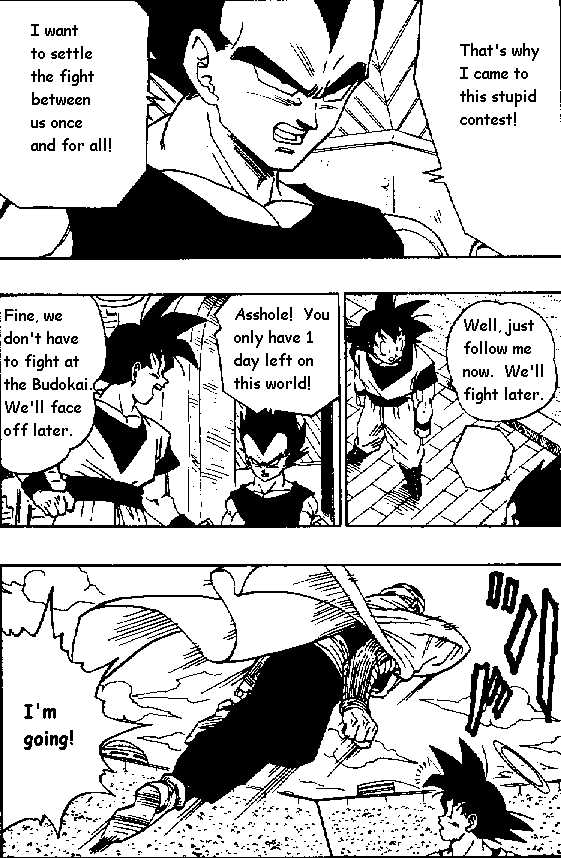 That's why
I came to
this stupid
contest!
I want
to settle
the fight
between
us once
and for all!
Well, just
follow me
now. We'll
fight later.
Asshole! You
only have 1
day left on
this world!
Fine, we
don't have
to fight at
the Budokai.
We'll face
off later.
I'm
going!